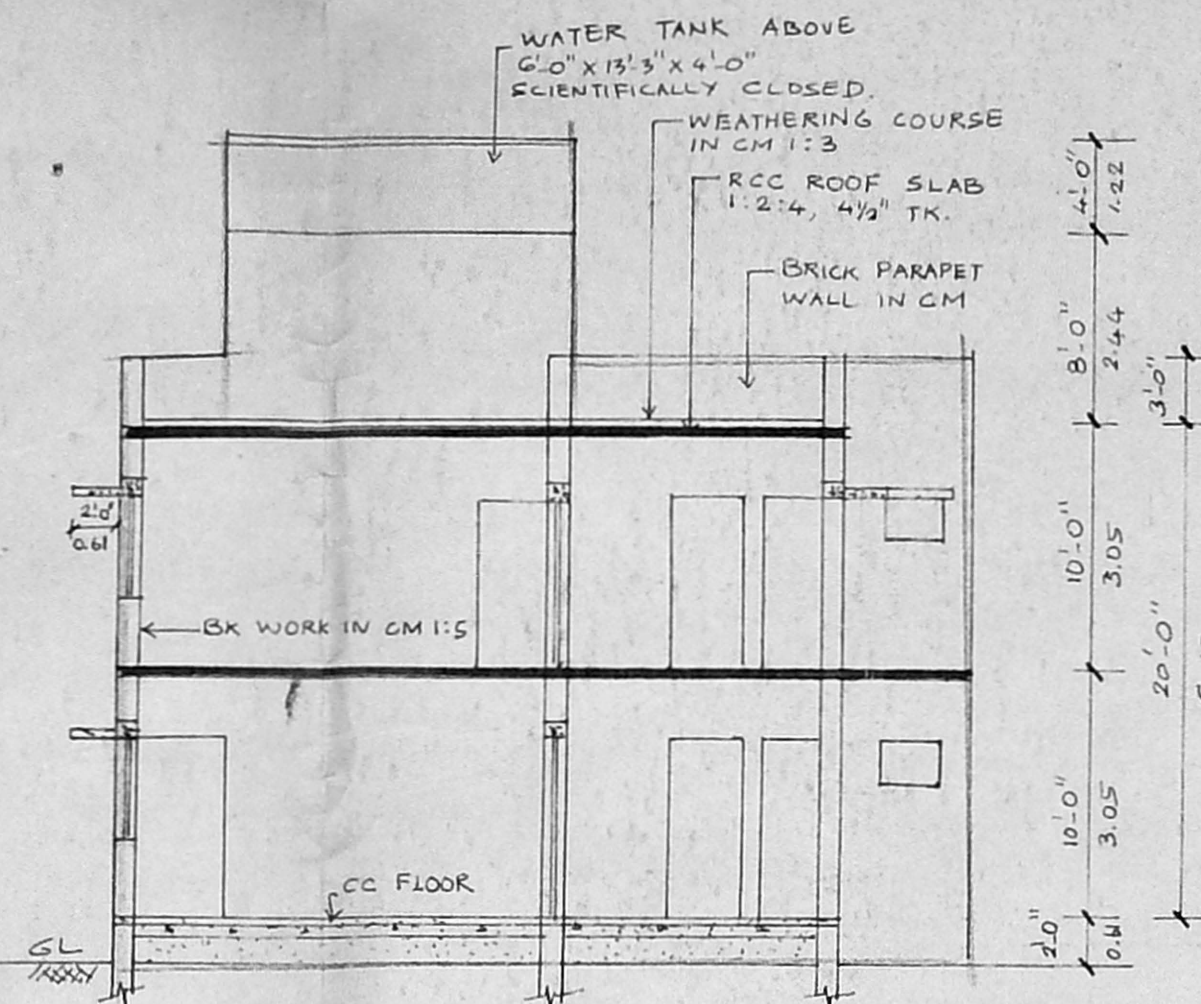 WATER TANK ABOVE
6'-0" X 13'-3" X 4'-0"
SCIENTIFICALLY CLOSED.
WEATHERING COURSE
IN CM 1:3
RCC ROOF SLAB
1:2:4, 4½" TK.
BRICK PARAPET
WALL IN CM
4'-0"
1.22
8'-0"
2.44
3'-0"
2'-0"
0.61
10'-0"
3.05
BK WORK IN CM 1:5
20'-0"
10'-0"
3.05
CC FLOOR
GL
2'-0"
0.61